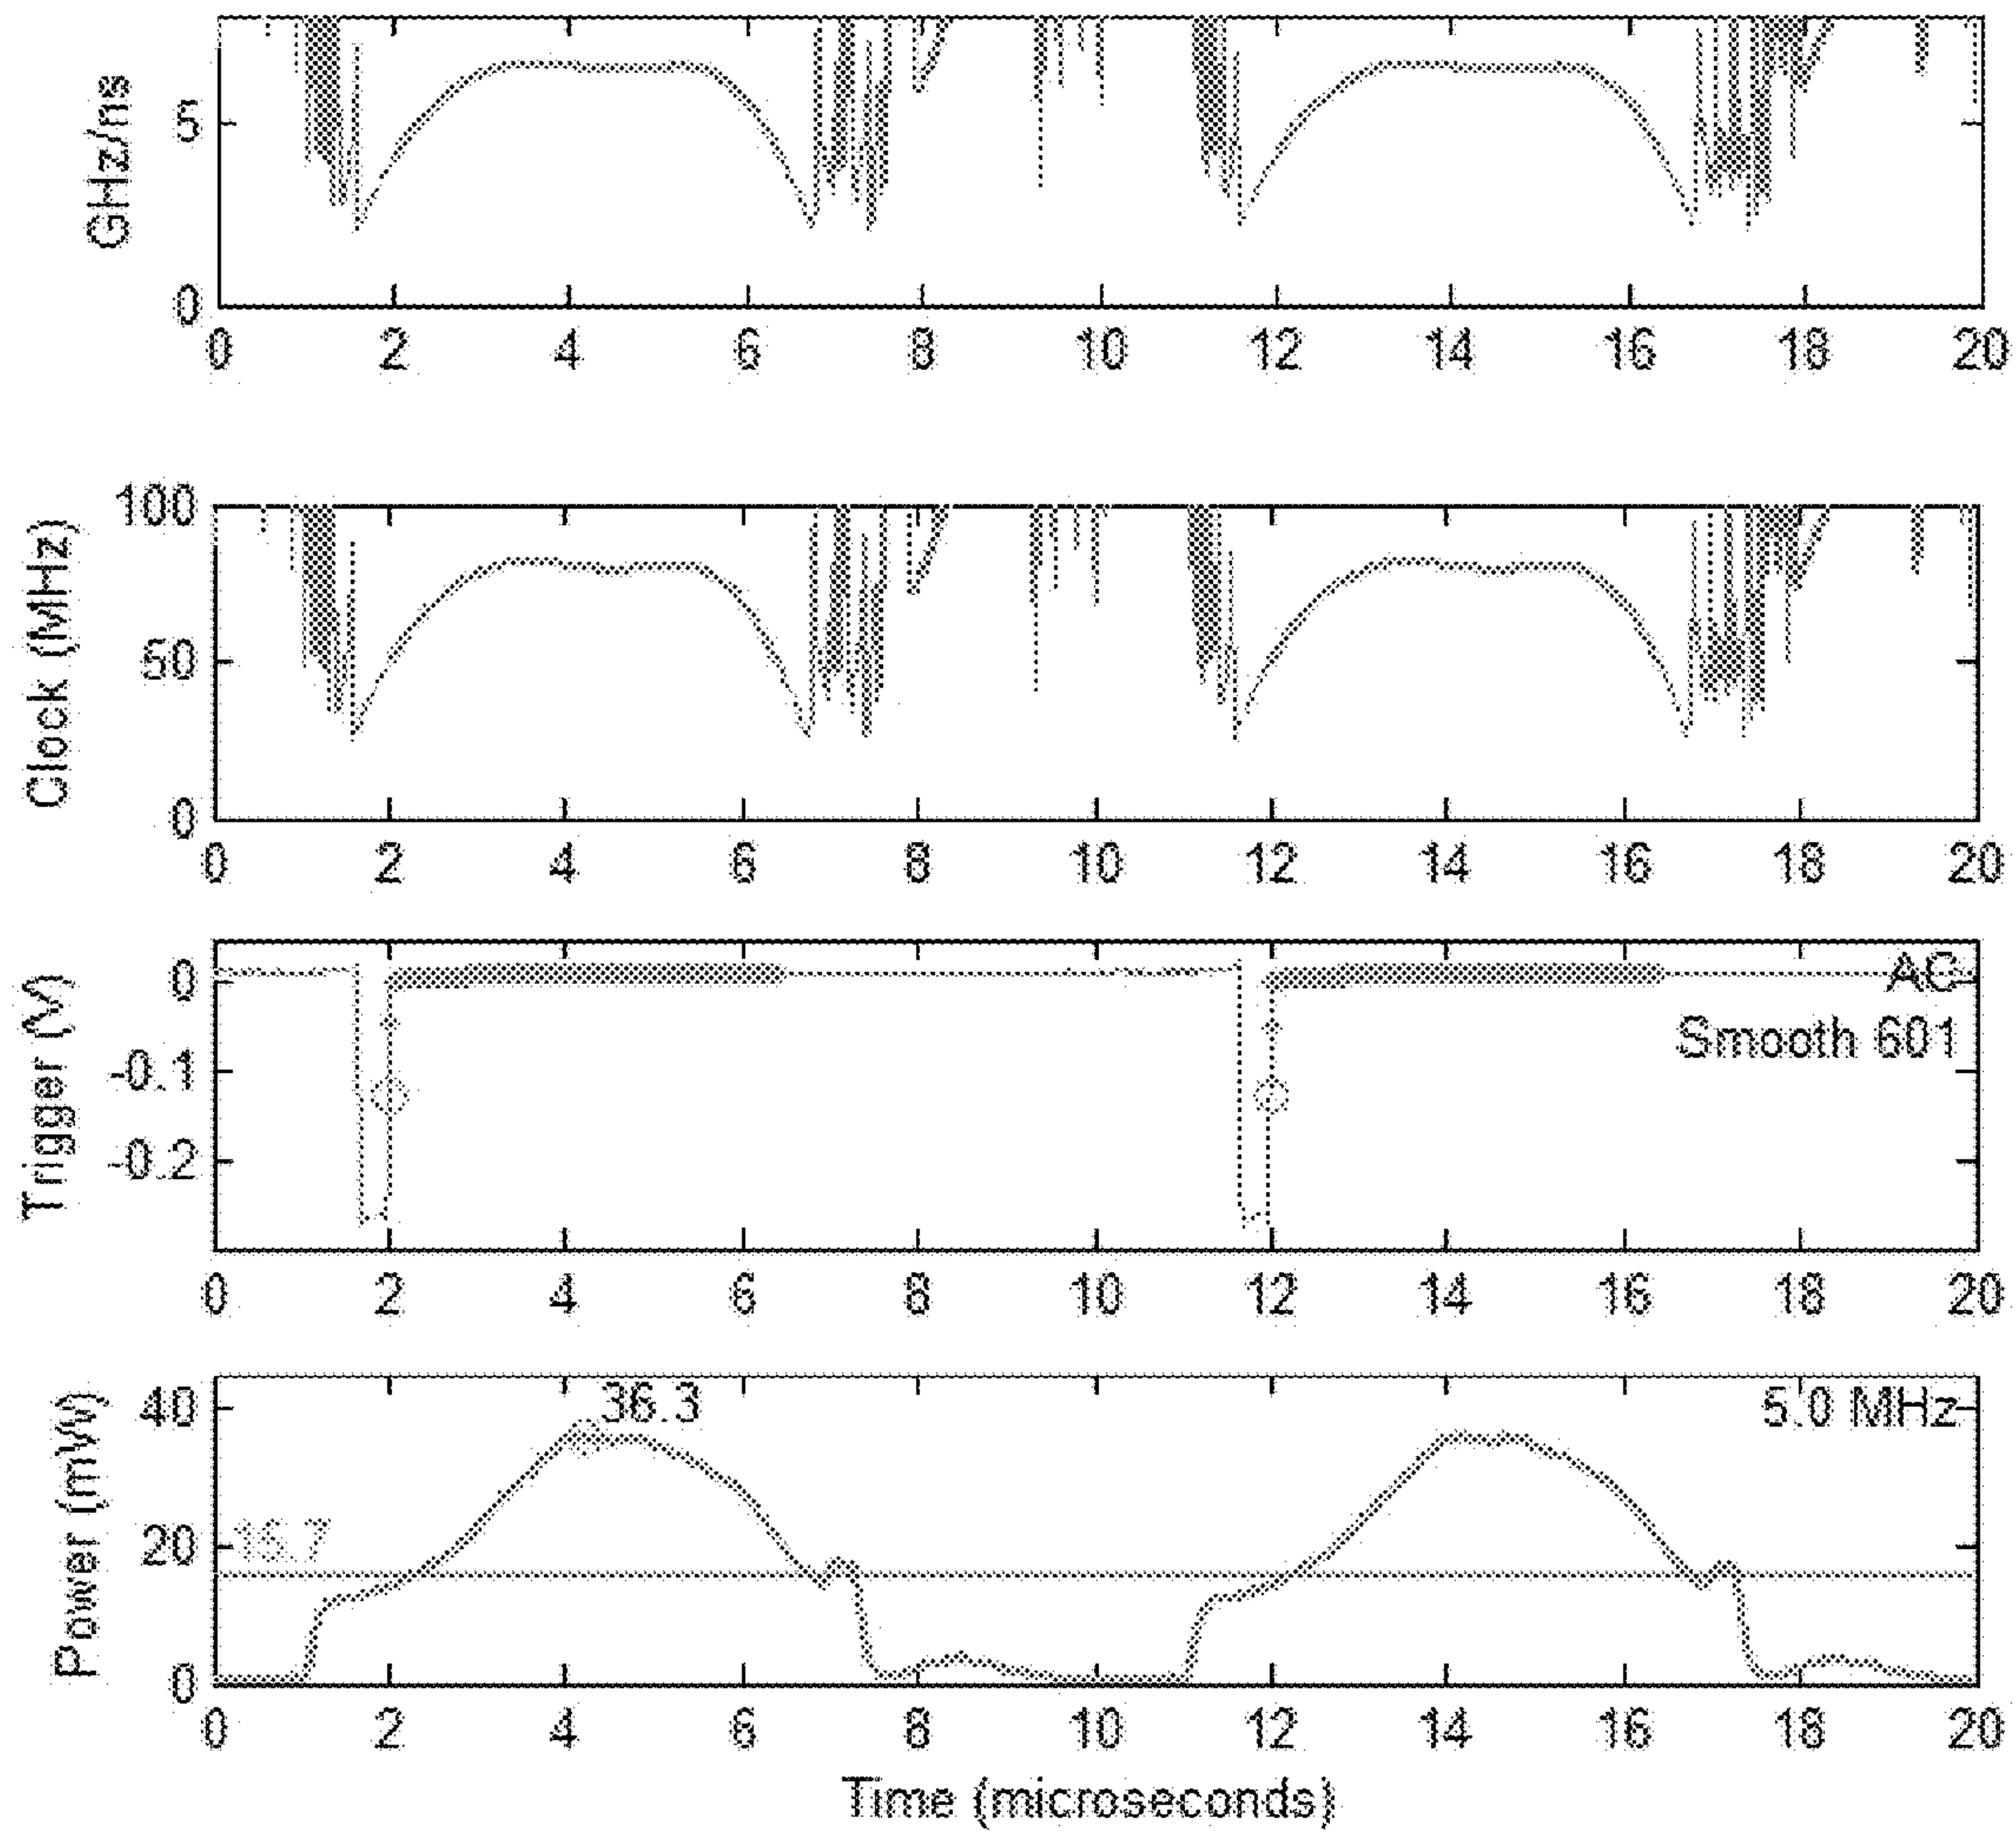 GHz/ns
5
0
0 2 4 6 8 10 12 14 16 18 20
Clock (MHz)
100
50
0
0 2 4 6 8 10 12 14 16 18 20
Trigger (V)
0
-0.1
-0.2
AC
Smooth 601
0 2 4 6 8 10 12 14 16 18 20
Power (mW)
40
20
0
36.3
5.0 MHz
0 2 4 6 8 10 12 14 16 18 20
Time (microseconds)